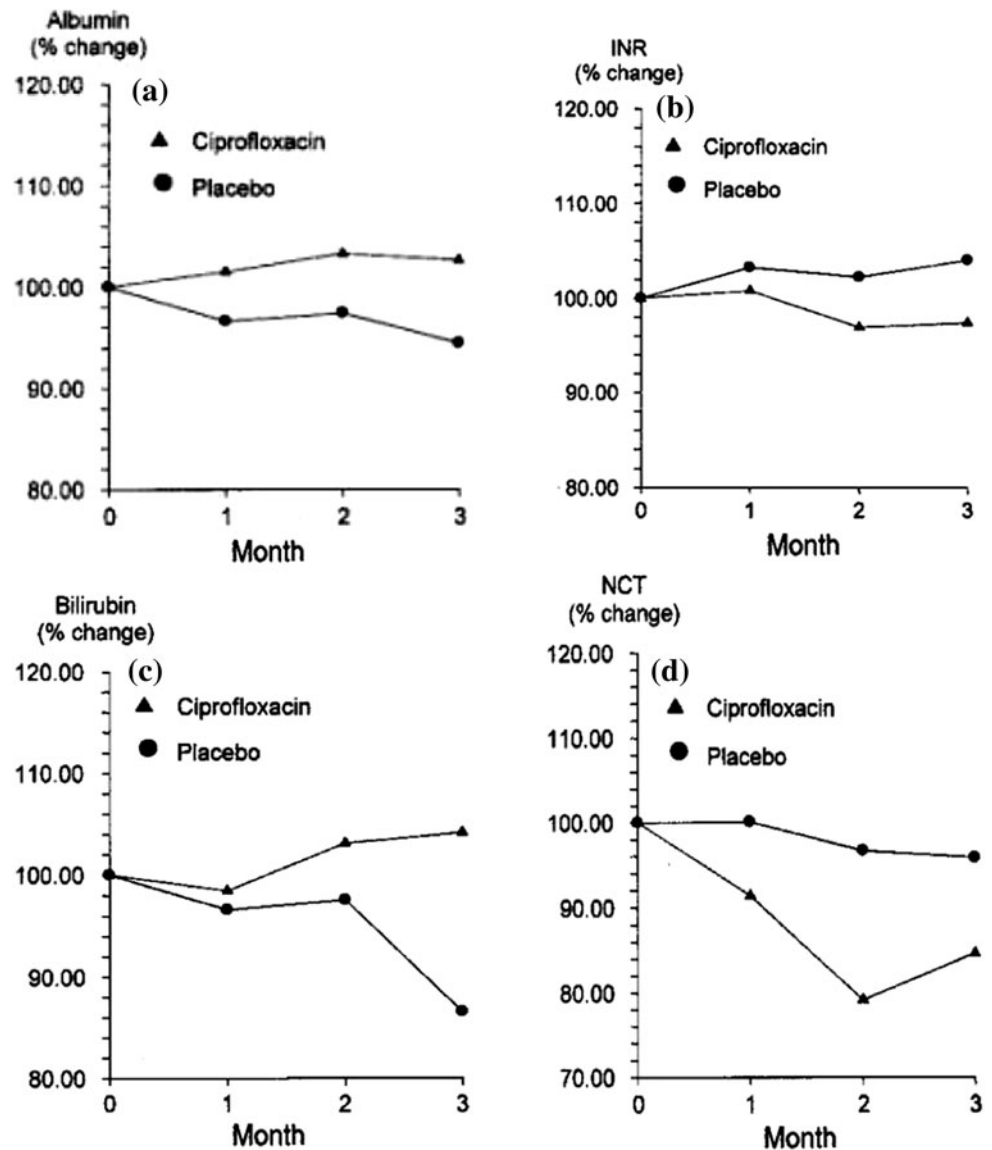 Albumin
(% change)
120.00
(a)
Ciprofloxacin
110.00
Placebo
100.00
90.00
80.00
0 1 2 3
Month
INR
(% change)
120.00
(b)
Ciprofloxacin
110.00
Placebo
100.00
90.00
80.00
0 1 2 3
Month
Bilirubin
(% change)
120.00
(c)
Ciprofloxacin
110.00
Placebo
100.00
90.00
80.00
0 1 2 3
Month
NCT
(% change)
120.00
(d)
Ciprofloxacin
110.00
Placebo
100.00
90.00
80.00
70.00
0 1 2 3
Month